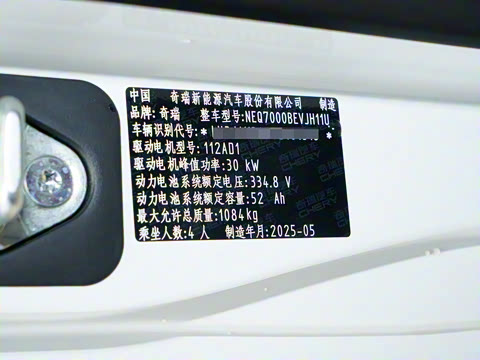 中国 奇瑞新能源汽车股份有限公司 制造
品牌: 奇瑞 整车型号:NEQ7000BEVJH11U
车辆识别代号: * *
驱动电机型号:112AD1
驱动电机峰值功率:30 kW
动力电池系统额定电压:334.8 V
动力电池系统额定容量:52 Ah
最大允许总质量:1084kg
乘坐人数:4 人 制造年月:2025-05